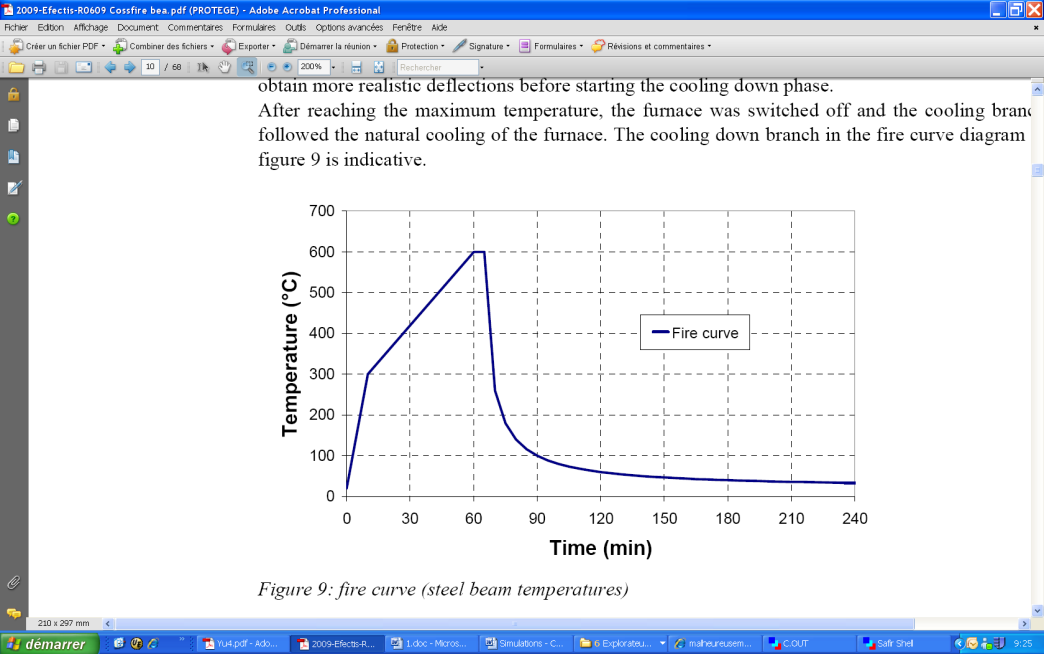 2009-Efectis-R0609 Cossfire bea.pdf (PROTEGE) - Adobe Acrobat Professional
Fichier Edition Affichage Document Commentaires Formulaires Outils Options avancées Fenêtre Aide
Créer un fichier PDF Combiner des fichiers Exporter Démarrer la réunion Protection Signature Formulaires Révisions et commentaires
10 / 68 200% Rechercher
obtain more realistic deflections before starting the cooling down phase.
After reaching the maximum temperature, the furnace was switched off and the cooling branc
followed the natural cooling of the furnace. The cooling down branch in the fire curve diagram
figure 9 is indicative.
700
600
500
400
300
200
100
0
Temperature (°C)
Fire curve
0 30 60 90 120 150 180 210 240
Time (min)
Figure 9: fire curve (steel beam temperatures)
210 x 297 mm
démarrer Yu4.pdf - Ado... 2009-Efectis-R... 1.doc - Micros... Simulations - C... 6 Explorateu... malheureusem... C.OUT Safir Shell 9:25